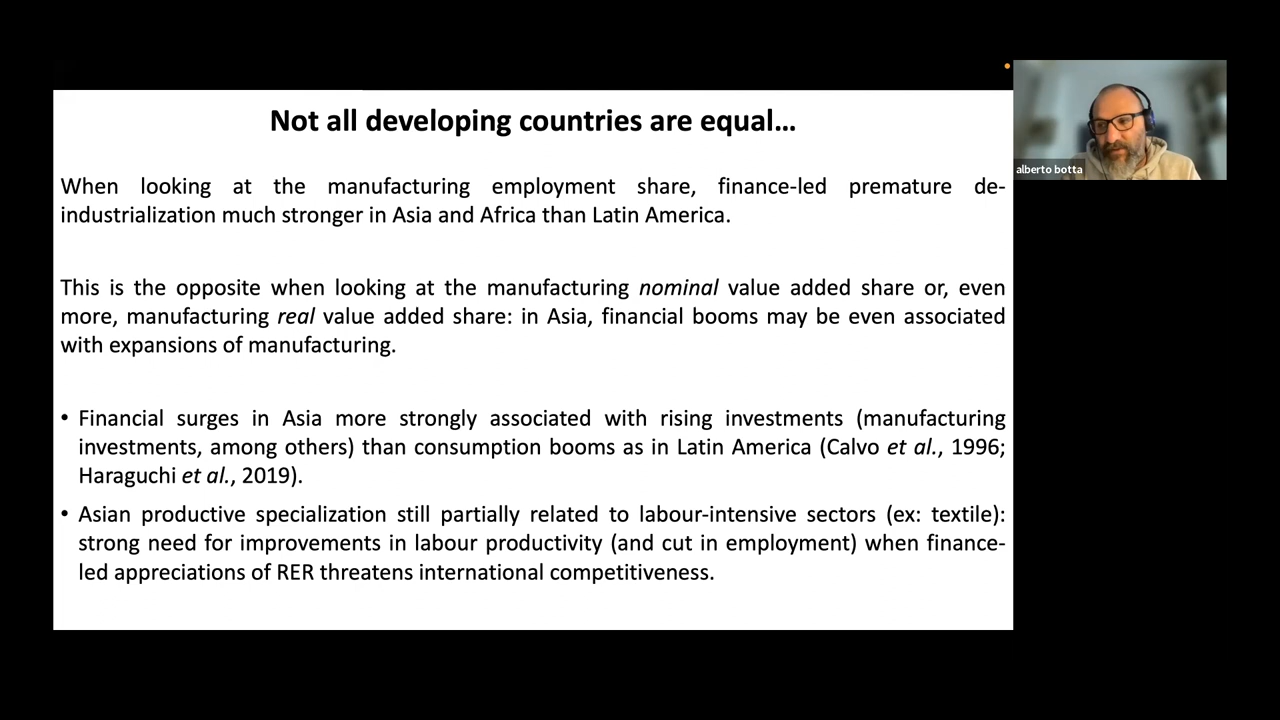 Not all developing countries are equal…
alberto botta
When looking at the manufacturing employment share, finance-led premature de-
industrialization much stronger in Asia and Africa than Latin America.
This is the opposite when looking at the manufacturing nominal value added share or, even
more, manufacturing real value added share: in Asia, financial booms may be even associated
with expansions of manufacturing.
• Financial surges in Asia more strongly associated with rising investments (manufacturing
investments, among others) than consumption booms as in Latin America (Calvo et al., 1996;
Haraguchi et al., 2019).
• Asian productive specialization still partially related to labour-intensive sectors (ex: textile):
strong need for improvements in labour productivity (and cut in employment) when finance-
led appreciations of RER threatens international competitiveness.